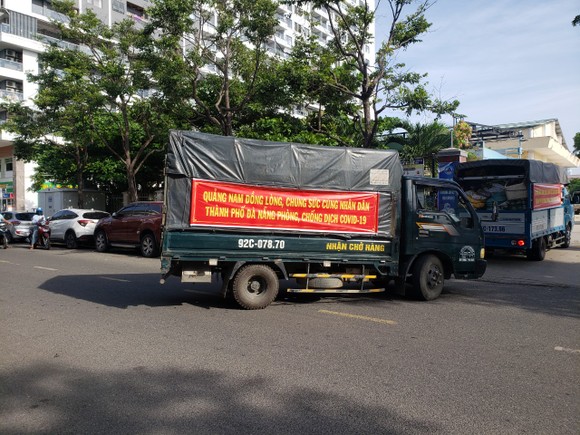 QUẢNG NAM ĐỒNG LÒNG, CHUNG SỨC CÙNG NHÂN DÂN
THÀNH PHỐ ĐÀ NẴNG PHÒNG, CHỐNG DỊCH COVID-19
92C-078.70
NHẬN CHỞ HÀNG